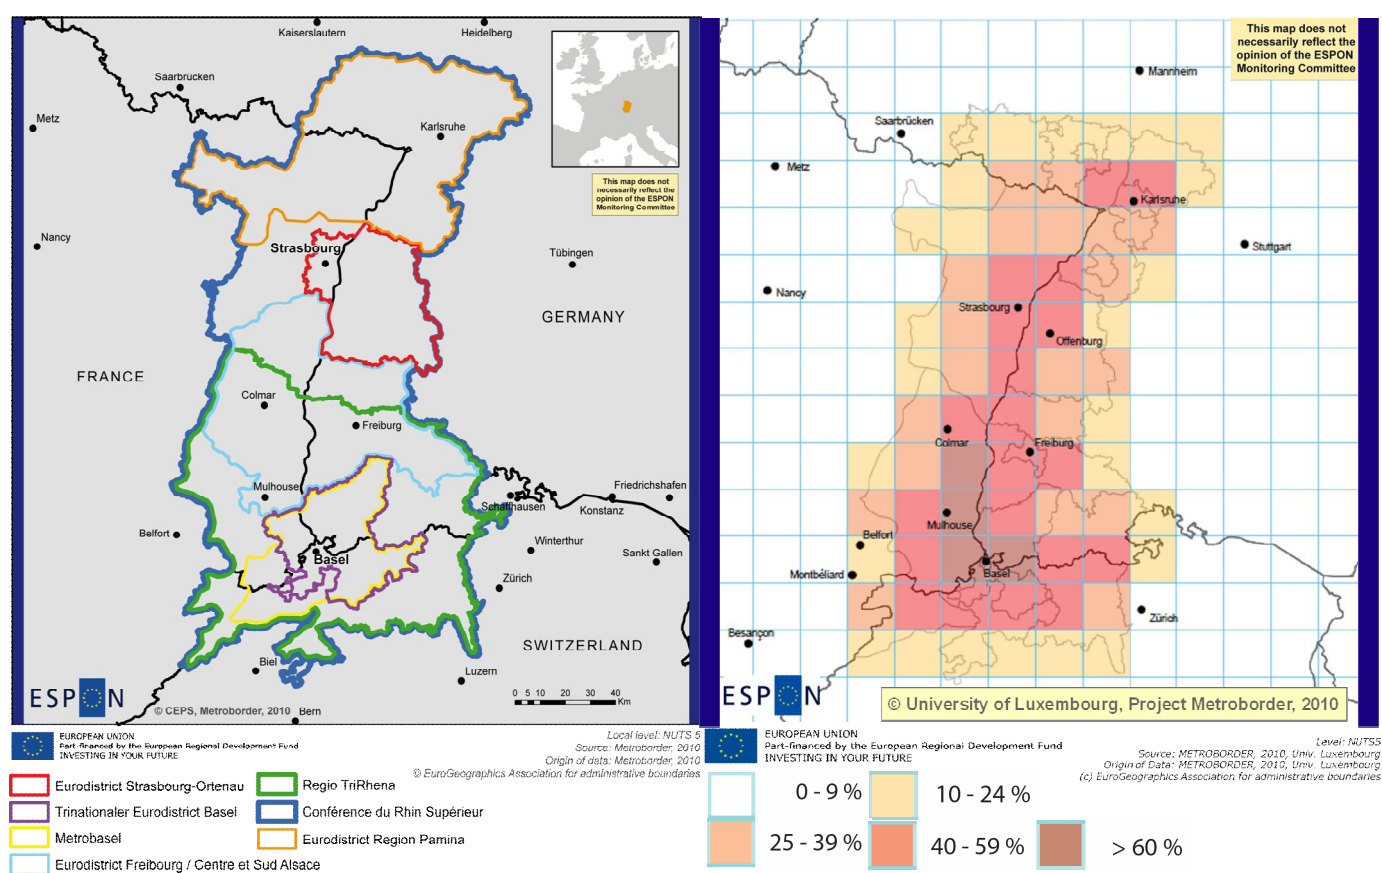 Kaiserslautern
Heidelberg
Saarbrücken
Metz
Karlsruhe
This map does not
necessarily reflect the
opinion of the ESPON
Monitoring Committee
Nancy
Strasbourg
Tübingen
GERMANY
FRANCE
Colmar
Freiburg
Mulhouse
Schaffhausen
Friedrichshafen
Konstanz
Belfort
Basel
Winterthur
Sankt Gallen
Zürich
SWITZERLAND
Biel
Luzern
ESPON
© CEPS, Metroborder, 2010
Bern
0 5 10 20 30 40
Km
EUROPEAN UNION
Part-financed by the European Regional Development Fund
INVESTING IN YOUR FUTURE
Local level: NUTS 5
Source: Metroborder, 2010
Origin of data: Metroborder, 2010
© EuroGeographics Association for administrative boundaries
Eurodistrict Strasbourg-Ortenau
Trinationaler Eurodistrict Basel
Metrobasel
Eurodistrict Freibourg / Centre et Sud Alsace
Regio TriRhena
Conférence du Rhin Supérieur
Eurodistrict Region Pamina
This map does not
necessarily reflect the
opinion of the ESPON
Monitoring Committee
Mannheim
Saarbrücken
Metz
Karlsruhe
Stuttgart
Nancy
Strasbourg
Offenburg
Colmar
Freiburg
Mulhouse
Belfort
Montbéliard
Basel
Zürich
Besançon
ESPON
© University of Luxembourg, Project Metroborder, 2010
EUROPEAN UNION
Part-financed by the European Regional Development Fund
INVESTING IN YOUR FUTURE
Level: NUTS5
Source: METROBORDER, 2010, Univ. Luxembourg
Origin of Data: METROBORDER, 2010, Univ. Luxembourg
(c) EuroGeographics Association for administrative boundaries
0 - 9 %
10 - 24 %
25 - 39 %
40 - 59 %
> 60 %